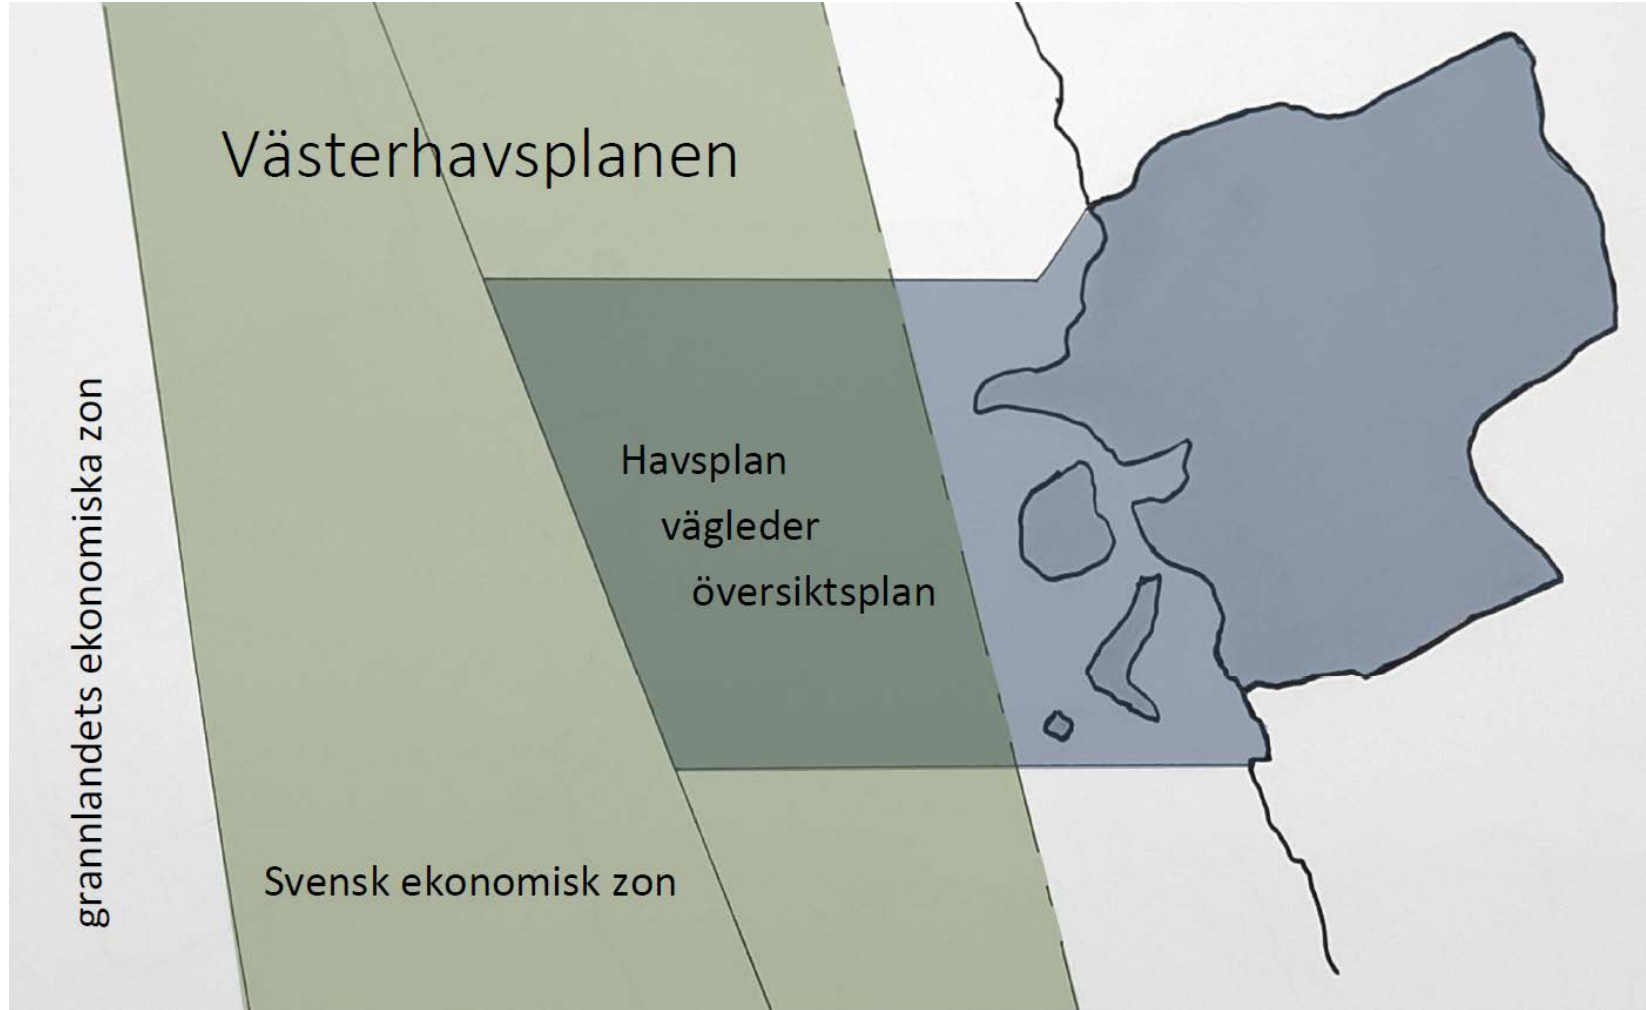 Västerhavsplanen
grannlandets ekonomiska zon
Havsplan
vägleder
översiktsplan
Svensk ekonomisk zon